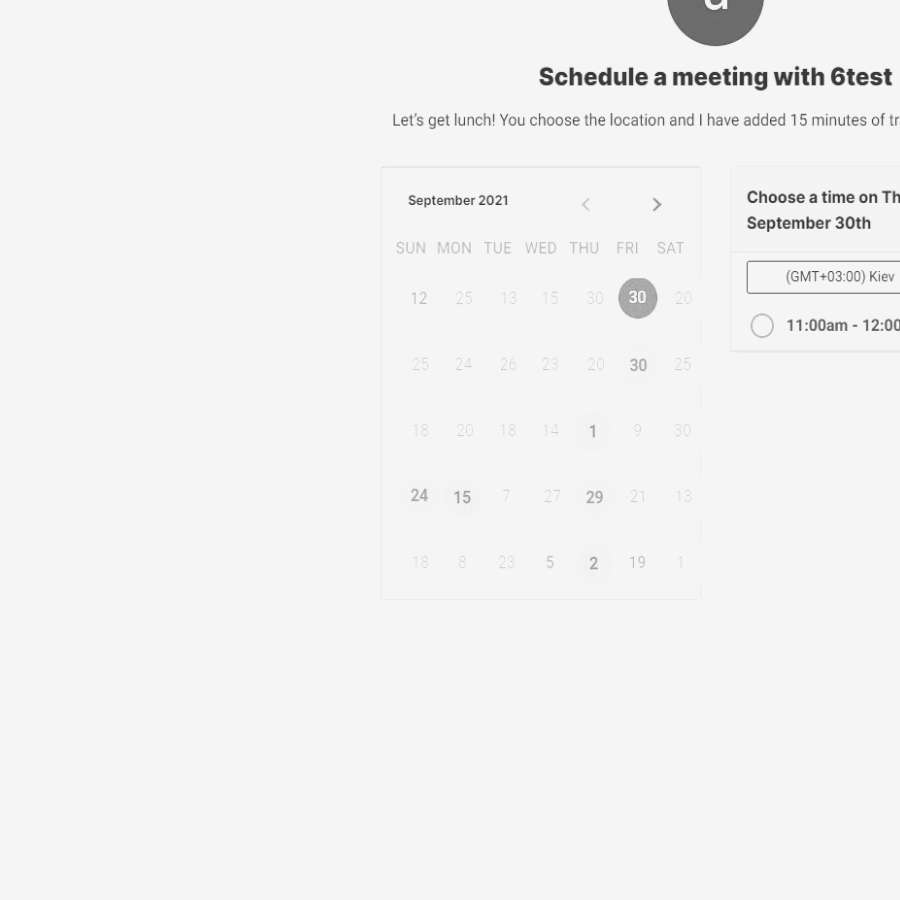 d
Schedule a meeting with 6test
Let's get lunch! You choose the location and I have added 15 minutes of tr
September 2021
SUN MON TUE WED THU FRI SAT
12 25 13 15 30 30 20
25 24 26 23 20 30 25
18 20 18 14 1 9 30
24 15 7 27 29 21 13
18 8 23 5 2 19 1
Choose a time on Th
September 30th
(GMT+03:00) Kiev
11:00am - 12:00